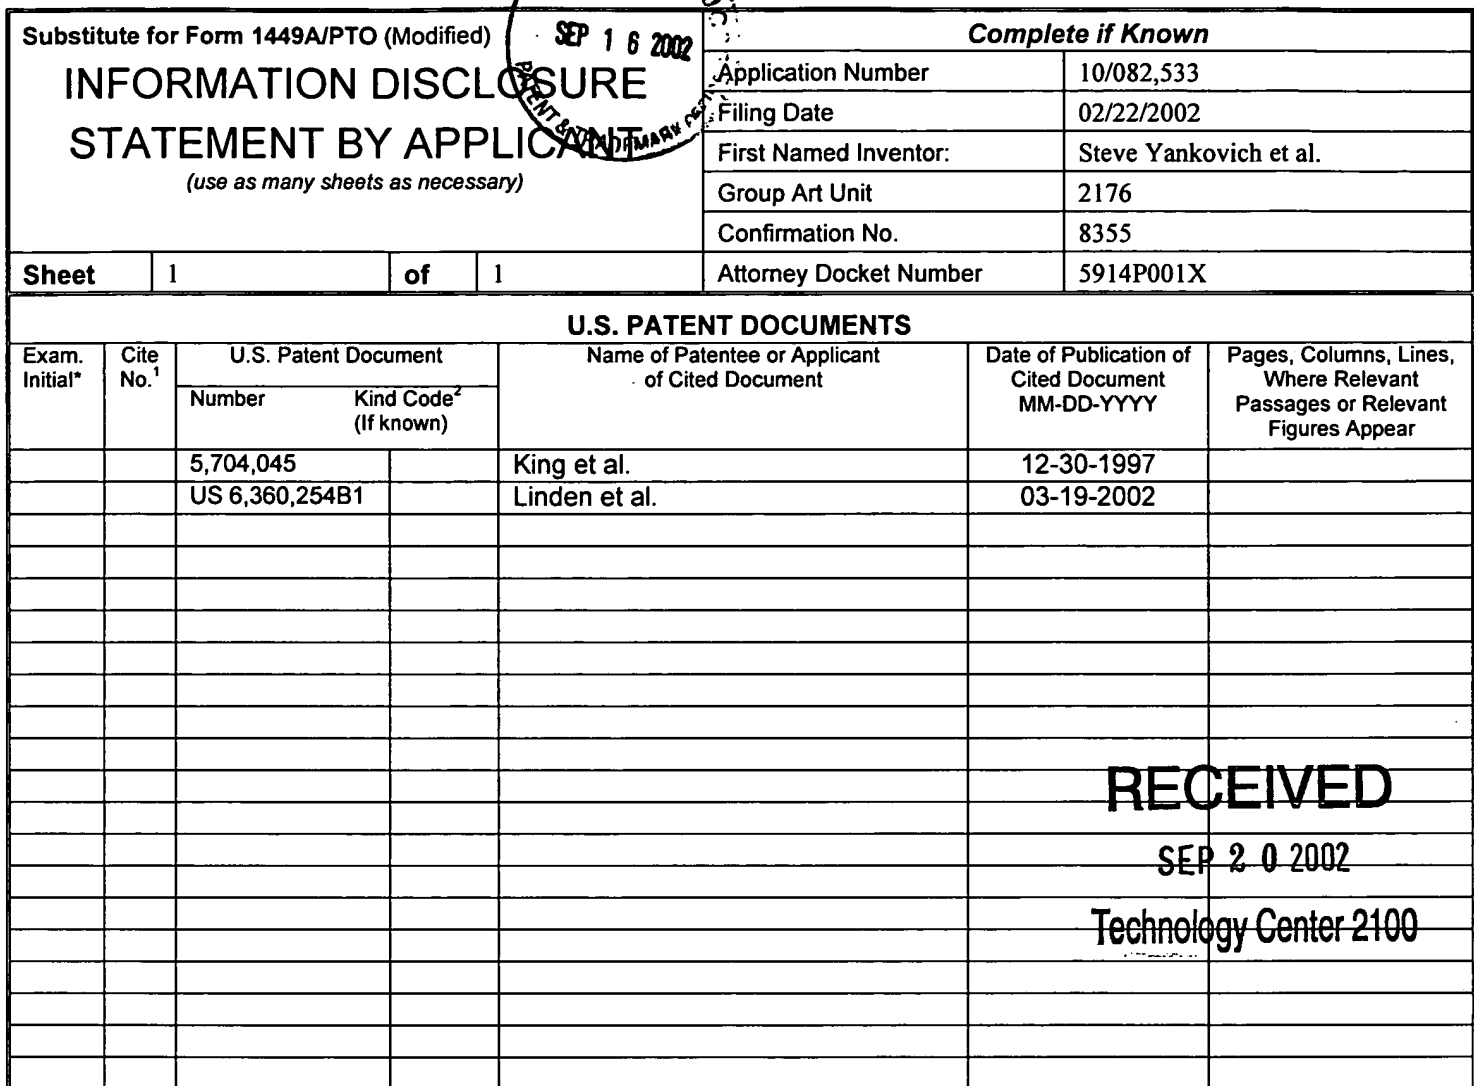 Substitute for Form 1449A/PTO (Modified)
INFORMATION DISCLOSURE
STATEMENT BY APPLICANT
(use as many sheets as necessary)
SEP 16 2002
PATENT & TRADEMARK
Sheet 1 of 1
Complete if Known
Application Number 10/082,533
Filing Date 02/22/2002
First Named Inventor: Steve Yankovich et al.
Group Art Unit 2176
Confirmation No. 8355
Attorney Docket Number 5914P001X
U.S. PATENT DOCUMENTS
Exam. Initial*
Cite No.1
U.S. Patent Document
Number
Kind Code2 (If known)
Name of Patentee or Applicant of Cited Document
Date of Publication of Cited Document MM-DD-YYYY
Pages, Columns, Lines, Where Relevant Passages or Relevant Figures Appear
5,704,045 King et al. 12-30-1997
US 6,360,254B1 Linden et al. 03-19-2002
RECEIVED
SEP 20 2002
Technology Center 2100